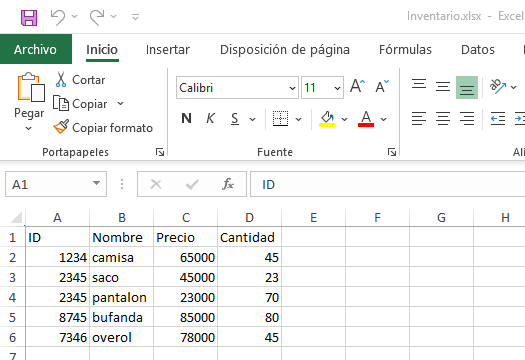 Inventario.xlsx - Excel
Archivo Inicio Insertar Disposición de página Fórmulas Datos
Pegar Cortar
Copiar
Copiar formato
Portapapeles
Calibri 11 A A
N K S A
Fuente
Ali
A1 fx ID
A B C D E F G H
1 ID Nombre Precio Cantidad
2 1234 camisa 65000 45
3 2345 saco 45000 23
4 2345 pantalon 23000 70
5 8745 bufanda 85000 80
6 7346 overol 78000 45
7